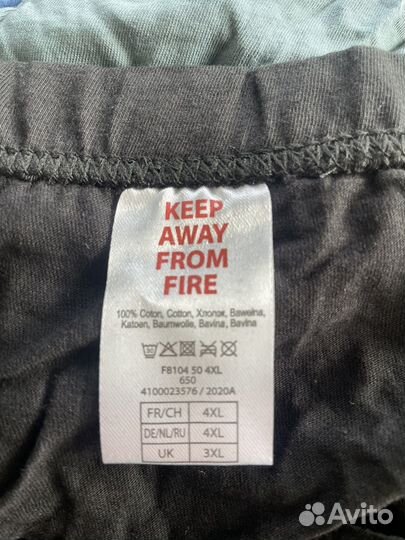 KEEP
AWAY
FROM
FIRE
100% Coton, Cotton, Хлопок, Bawełna,
Katoen, Baumwolle, Bavlna, Bavlna
30
F8104 50 4XL
650
4100023576 / 2020A
FR/CH 4XL
DE/NL/RU 4XL
UK 3XL
Avito